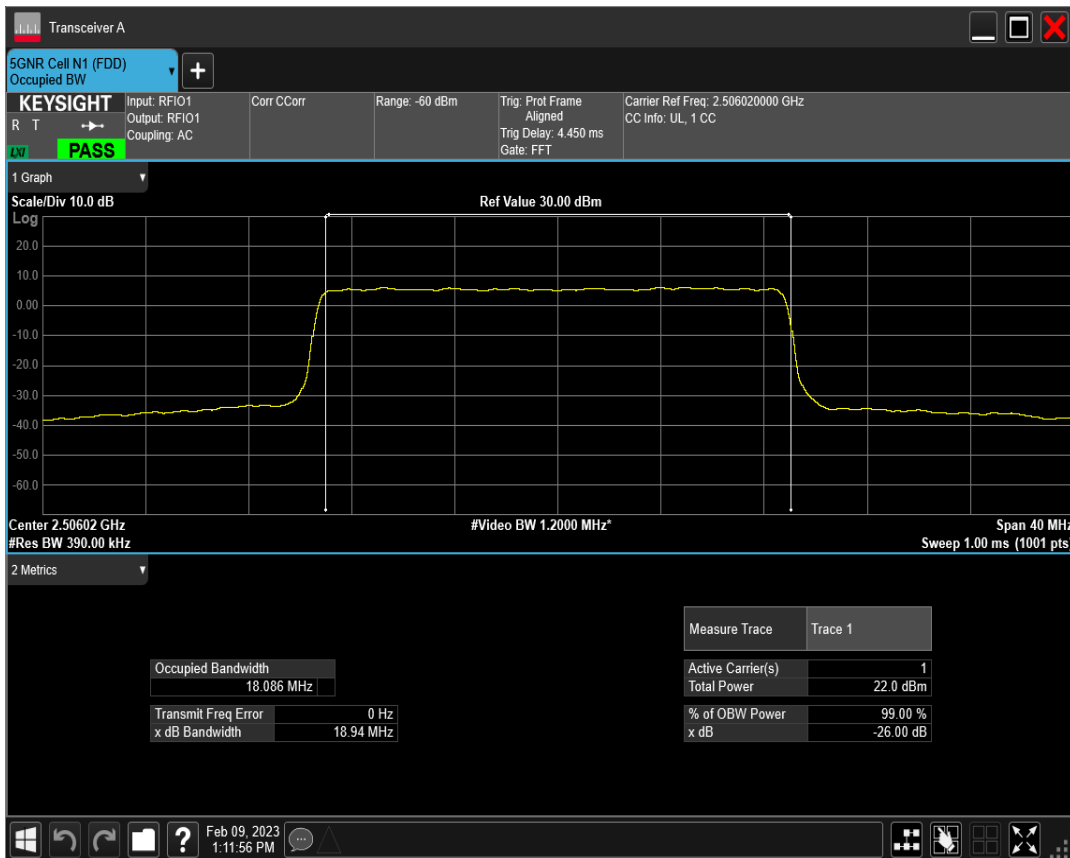 Transceiver A
5GNR Cell N1 (FDD)
Occupied BW
KEYSIGHT
R T
LXI
PASS
Input: RFIO1
Output: RFIO1
Coupling: AC
Corr CCorr
Range: -60 dBm
Trig: Prot Frame
Aligned
Trig Delay: 4.450 ms
Gate: FFT
Carrier Ref Freq: 2.506020000 GHz
CC Info: UL, 1 CC
1 Graph
Scale/Div 10.0 dB
Ref Value 30.00 dBm
Log
20.0
10.0
0.00
-10.0
-20.0
-30.0
-40.0
-50.0
-60.0
Center 2.50602 GHz
#Video BW 1.2000 MHz*
Span 40 MHz
#Res BW 390.00 kHz
Sweep 1.00 ms (1001 pts)
2 Metrics
Measure Trace Trace 1
Occupied Bandwidth
18.086 MHz
Active Carrier(s) 1
Total Power 22.0 dBm
Transmit Freq Error 0 Hz
x dB Bandwidth 18.94 MHz
% of OBW Power 99.00 %
x dB -26.00 dB
?
Feb 09, 2023
1:11:56 PM